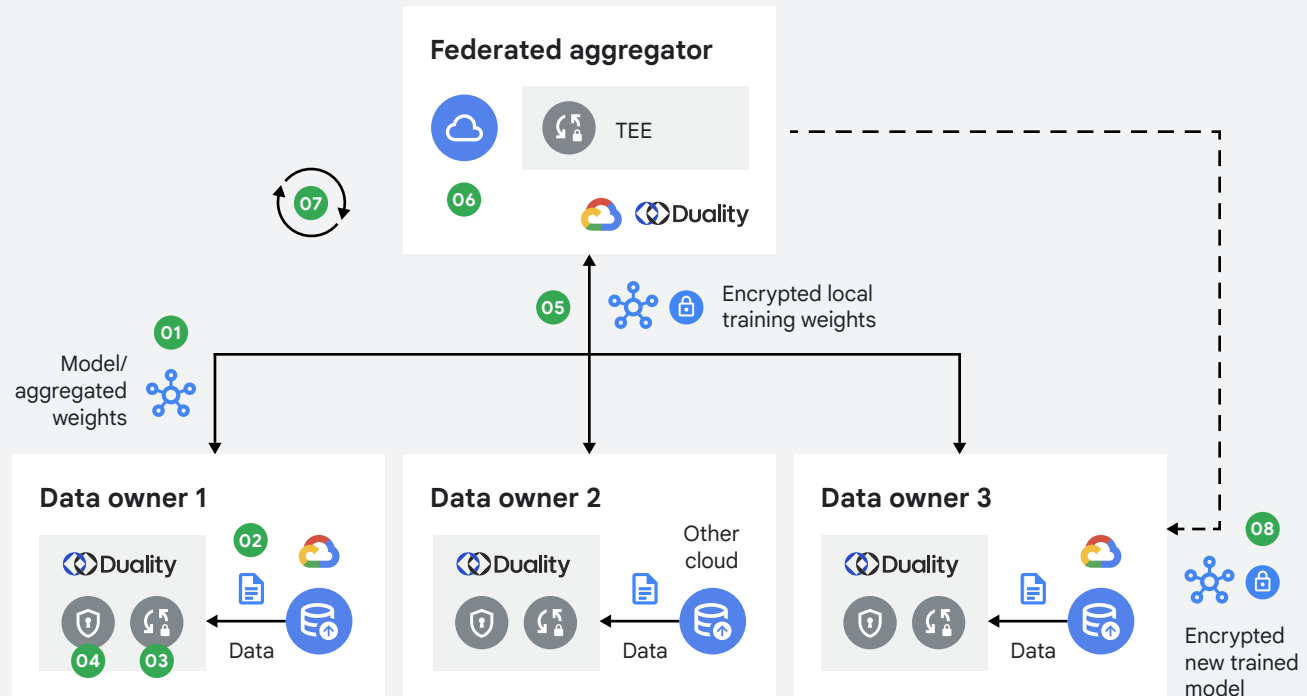 Federated aggregator
TEE
06
Duality
07
05
Encrypted local
training weights
01
Model/
aggregated
weights
Data owner 1
02
Duality
04
03
Data
Data owner 2
Other
cloud
Duality
Data
Data owner 3
Duality
Data
08
Encrypted
new trained
model